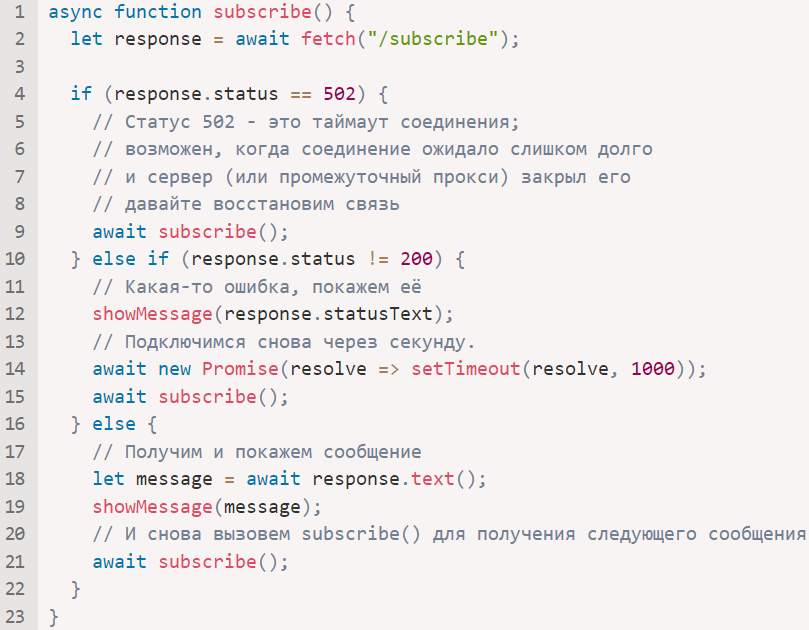 1 async function subscribe() {
2   let response = await fetch("/subscribe");
3
4   if (response.status == 502) {
5     // Статус 502 - это таймаут соединения;
6     // возможен, когда соединение ожидало слишком долго
7     // и сервер (или промежуточный прокси) закрыл его
8     // давайте восстановим связь
9     await subscribe();
10   } else if (response.status != 200) {
11     // Какая-то ошибка, покажем её
12     showMessage(response.statusText);
13     // Подключимся снова через секунду.
14     await new Promise(resolve => setTimeout(resolve, 1000));
15     await subscribe();
16   } else {
17     // Получим и покажем сообщение
18     let message = await response.text();
19     showMessage(message);
20     // И снова вызовем subscribe() для получения следующего сообщения
21     await subscribe();
22   }
23 }